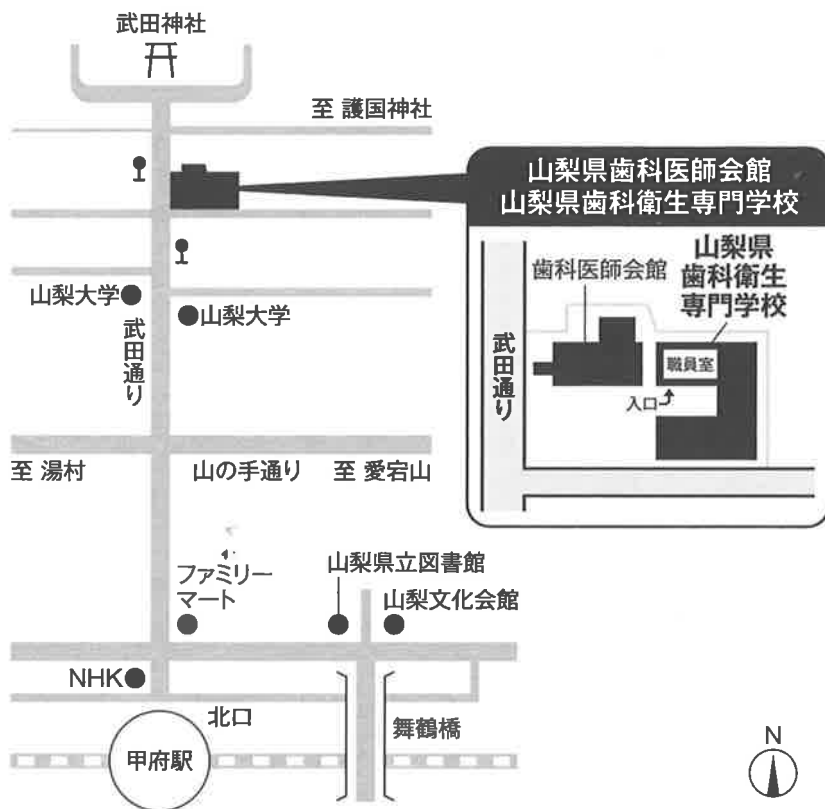 武田神社
至 護国神社
山梨県歯科医師会館
山梨県歯科衛生専門学校
歯科医師会館
山梨県
歯科衛生
専門学校
職員室
入口
武田通り
山梨大学
山梨大学
武田通り
至 湯村
山の手通り
至 愛宕山
ファミリー
マート
山梨県立図書館
山梨文化会館
NHK
北口
舞鶴橋
甲府駅
N